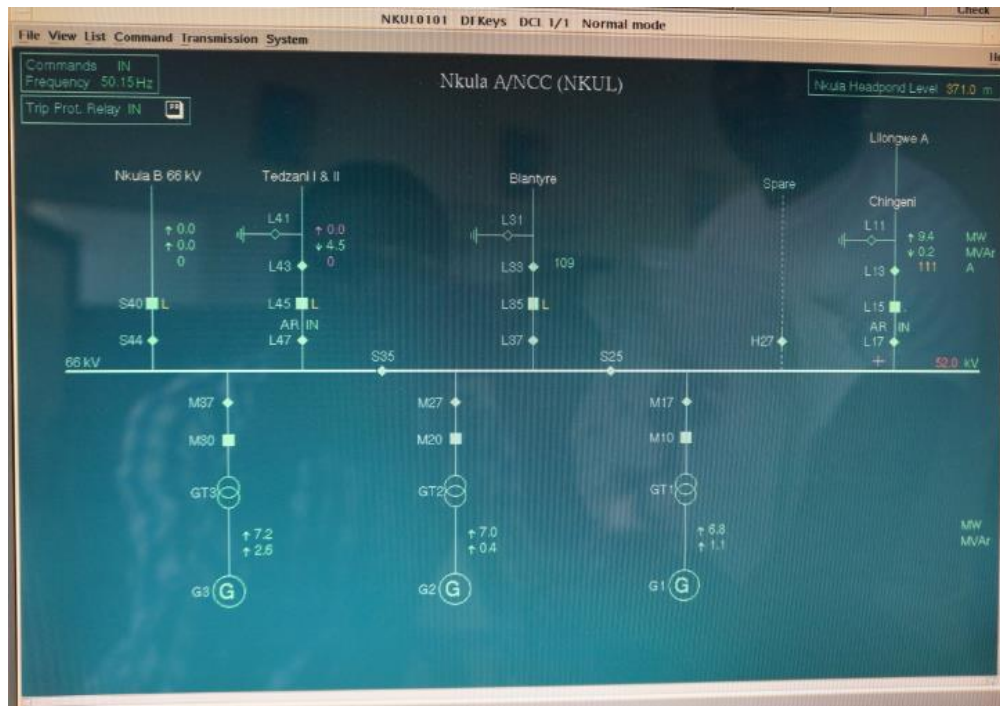 Check
NKUL0101 DI Keys DCI 1/1 Normal mode
File View List Command Transmission System
Commands IN
Frequency 50.15 Hz
Trip Prot. Relay IN
Nkula A/NCC (NKUL)
Nkula Headpond Level 371.0 m
Lilongwe A
Nkula B 66 kV
Tedzani I & II
Blantyre
Spare
Chingeni
L41
L31
L11
↑ 0.0
↑ 0.0
0
↑ 0.0
↓ 4.5
0
↑ 9.4 MW
↓ 0.2 MVAr
111 A
L43
L33 109
L13
S40 L
L45 L
L35 L
L15
AR IN
AR IN
S44
L47
L37
H27
L17
66 kV
S35
S25
52.0 kV
M37
M27
M17
M30
M20
M10
GT3
GT2
GT1
↑ 7.2
↑ 2.6
↑ 7.0
↑ 0.4
↑ 6.8
↑ 1.1
MW
MVAr
G3 G
G2 G
G1 G